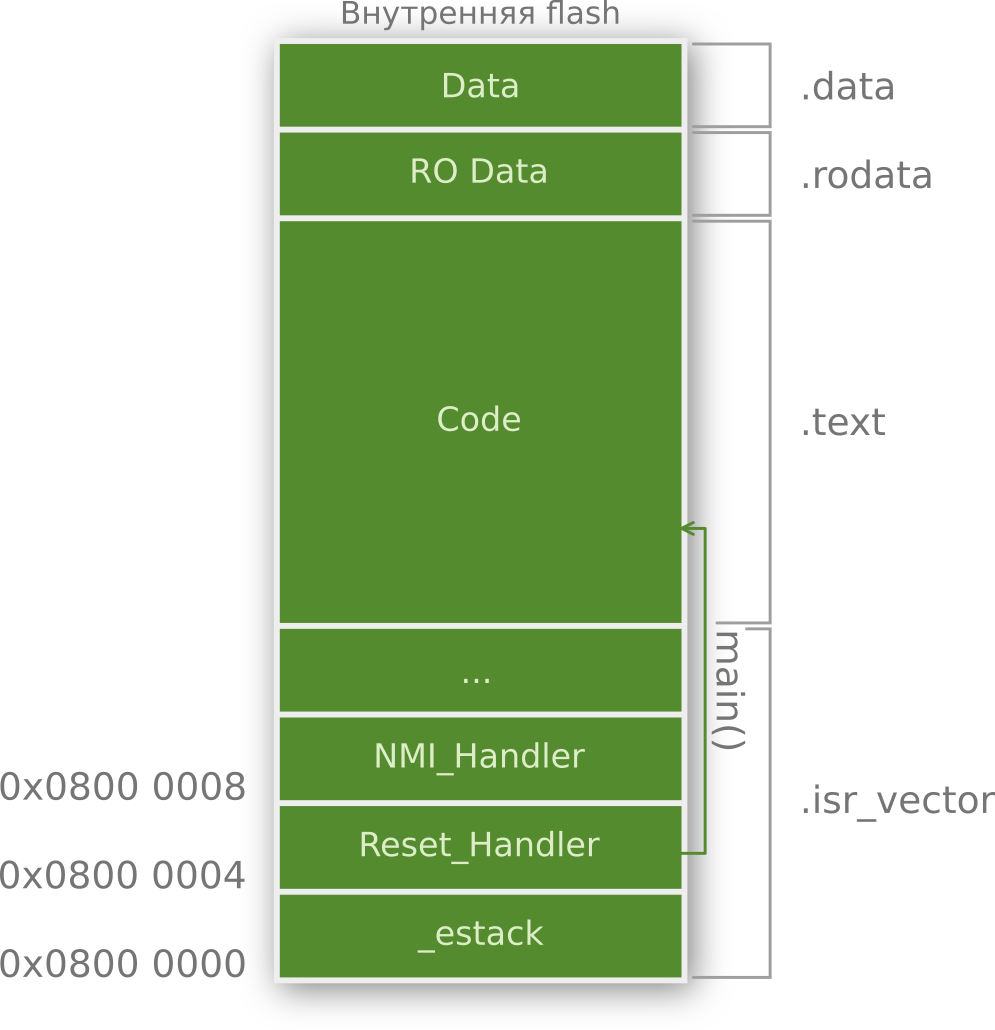 Внутренняя flash
Data
.data
RO Data
.rodata
Code
.text
main()
...
NMI_Handler
0x0800 0008
.isr_vector
Reset_Handler
0x0800 0004
_estack
0x0800 0000